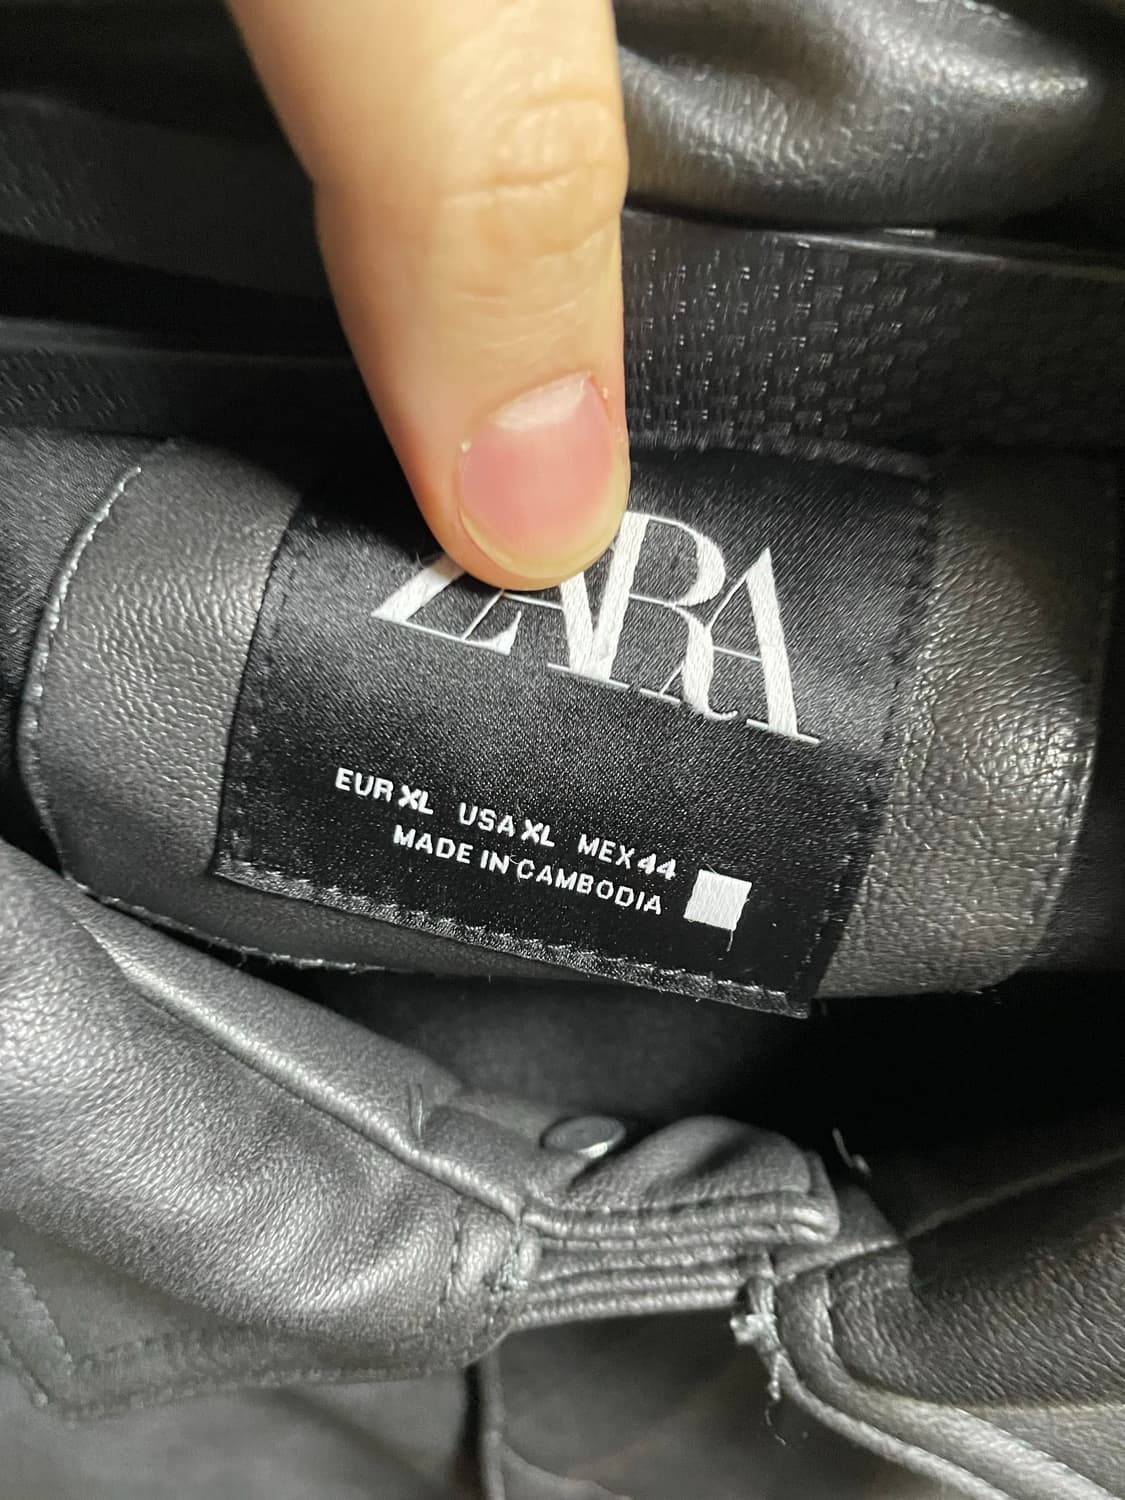 ZARA
EUR XL USA XL MEX 44
MADE IN CAMBODIA